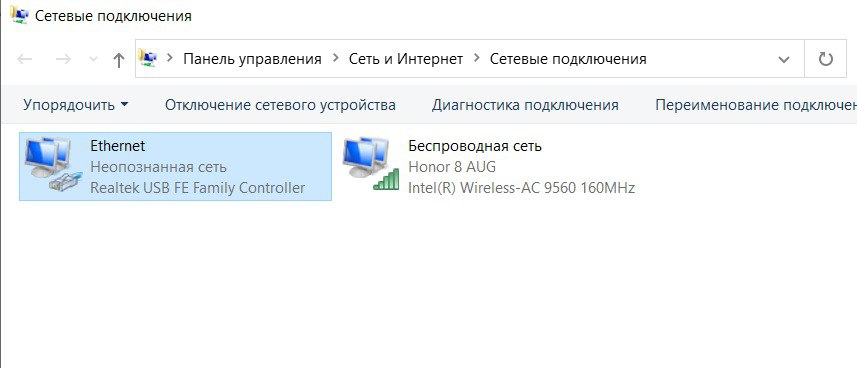 Сетевые подключения
Панель управления > Сеть и Интернет > Сетевые подключения
Упорядочить Отключение сетевого устройства Диагностика подключения Переименование подключен
Ethernet
Неопознанная сеть
Realtek USB FE Family Controller
Беспроводная сеть
Honor 8 AUG
Intel(R) Wireless-AC 9560 160MHz